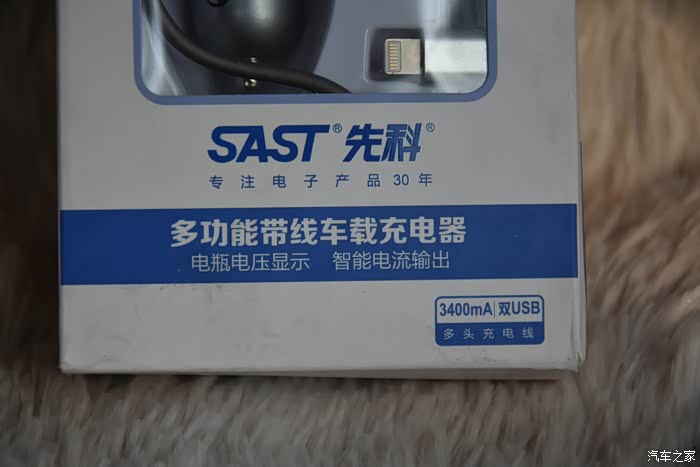 SAST® 先科®
专注电子产品30年
多功能带线车载充电器
电瓶电压显示 智能电流输出
3400mA|双USB
多头充电线
汽车之家